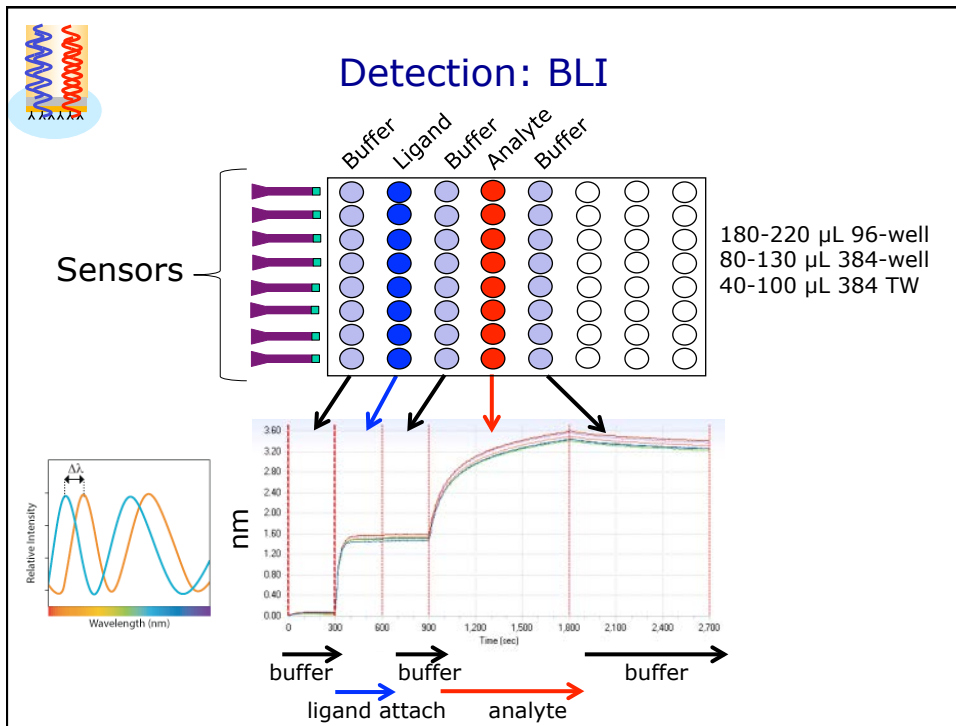 Detection: BLI
Buffer
Ligand
Buffer
Analyte
Buffer
Sensors
180-220 µL 96-well
80-130 µL 384-well
40-100 µL 384 TW
Δλ
Relative Intensity
Wavelength (nm)
nm
3.60
3.20
2.80
2.40
2.00
1.60
1.20
0.80
0.40
0.00
0 300 600 900 1,200 1,500 1,800 2,100 2,400 2,700
Time (sec)
buffer buffer buffer
ligand attach analyte